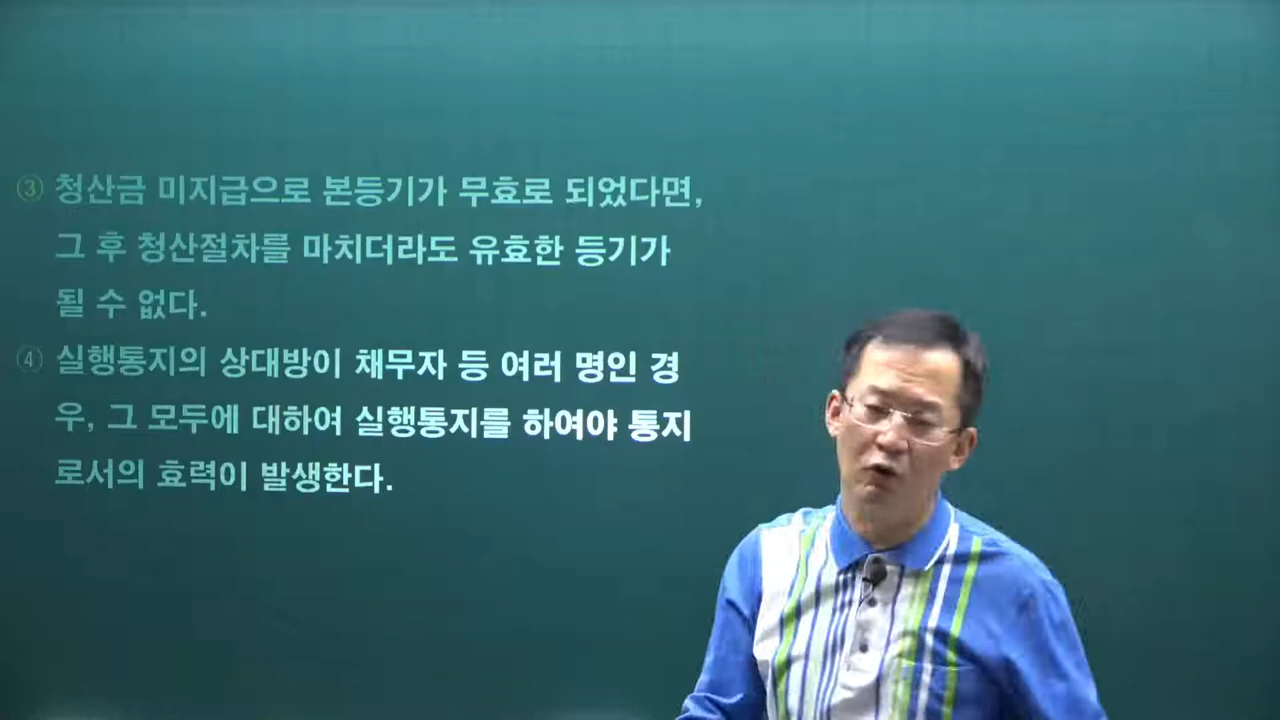 ③ 청산금 미지급으로 본등기가 무효로 되었다면,
그 후 청산절차를 마치더라도 유효한 등기가
될 수 없다.
④ 실행통지의 상대방이 채무자 등 여러 명인 경
우, 그 모두에 대하여 실행통지를 하여야 통지
로서의 효력이 발생한다.